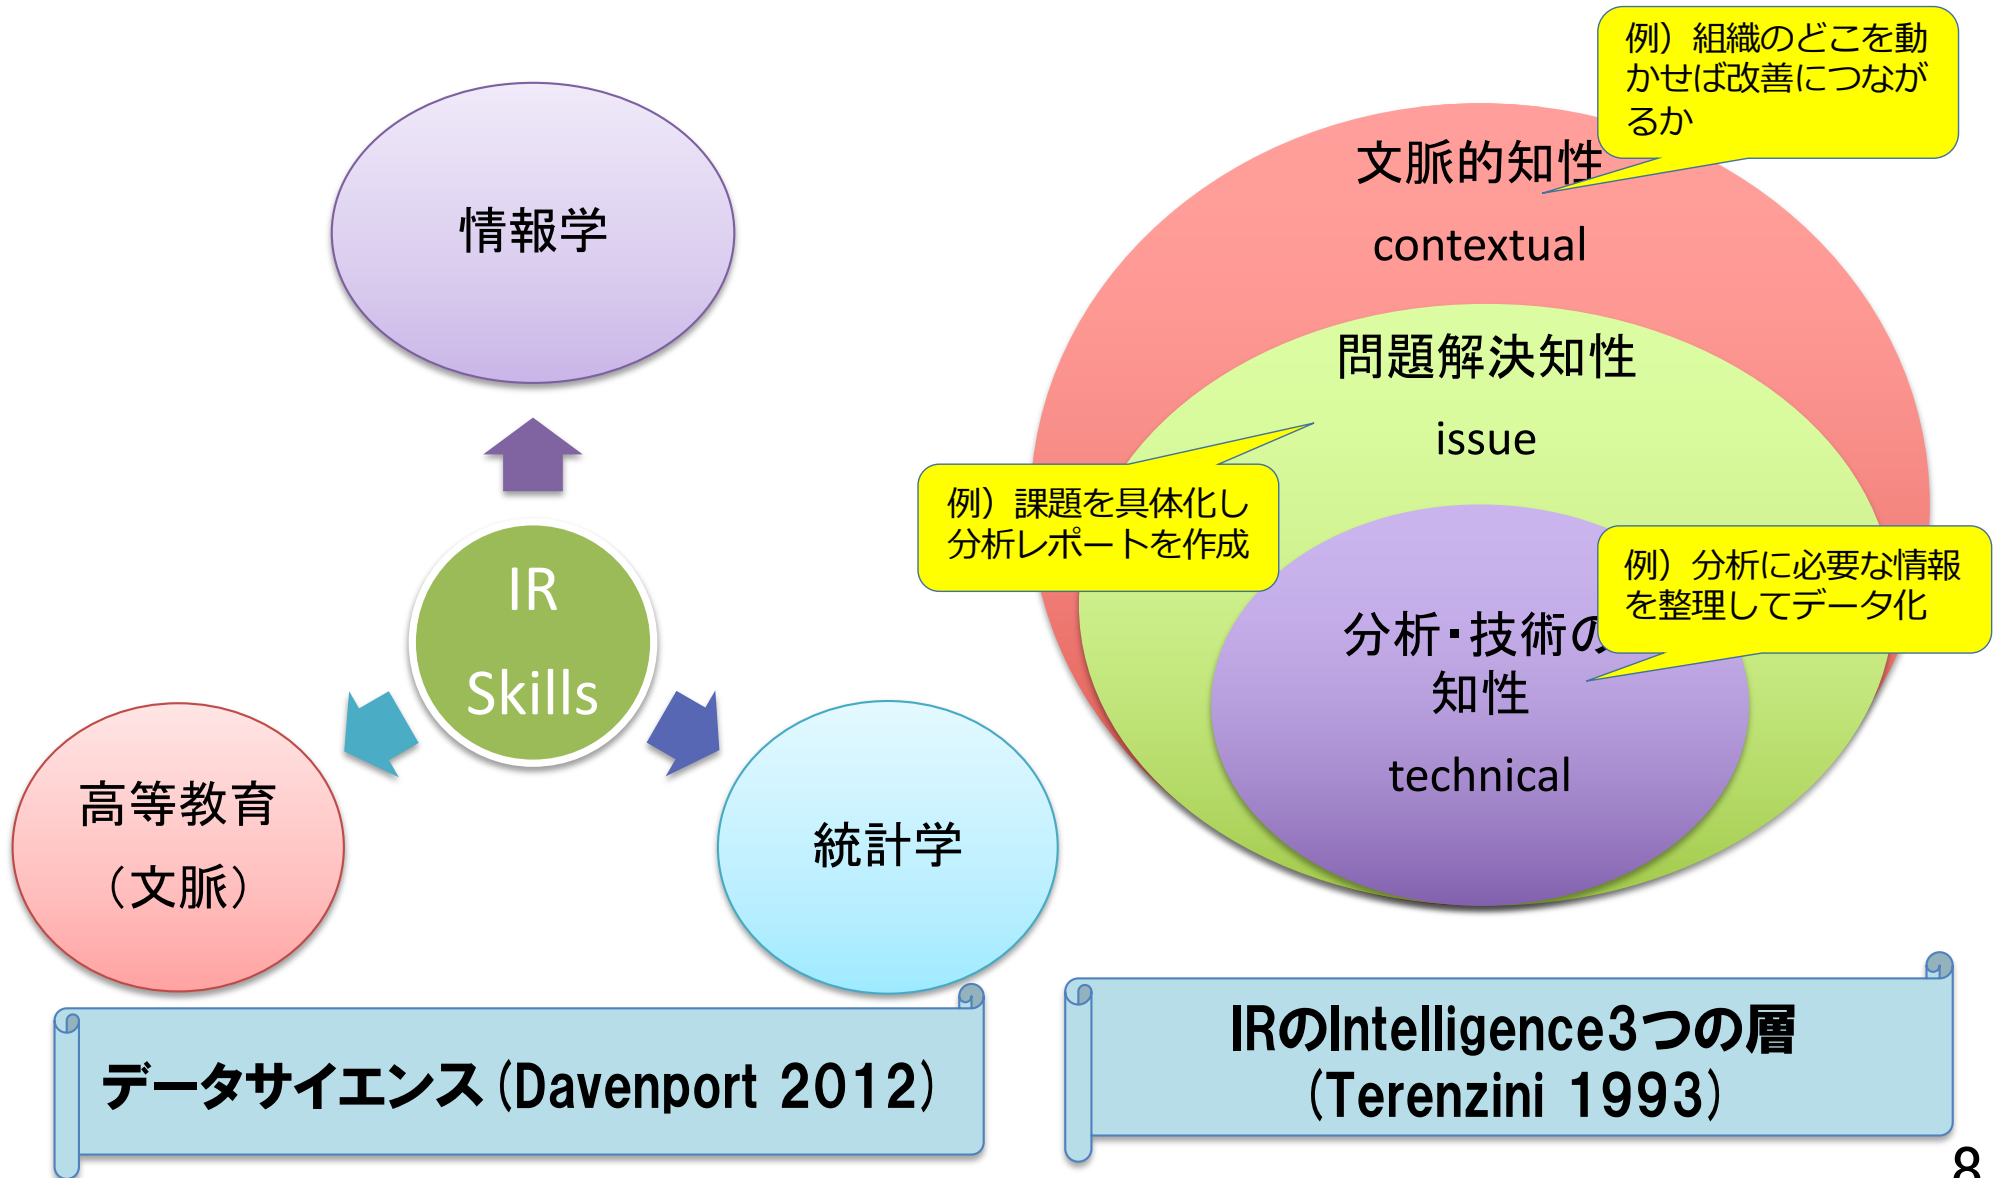 情報学
IR
Skills
高等教育
（文脈）
統計学
データサイエンス（Davenport 2012）
例）組織のどこを動
かせば改善につなが
るか
文脈的知性
contextual
問題解決知性
issue
例）課題を具体化し
分析レポートを作成
例）分析に必要な情報
を整理してデータ化
分析・技術の
知性
technical
IRのIntelligence3つの層
（Terenzini 1993）
8